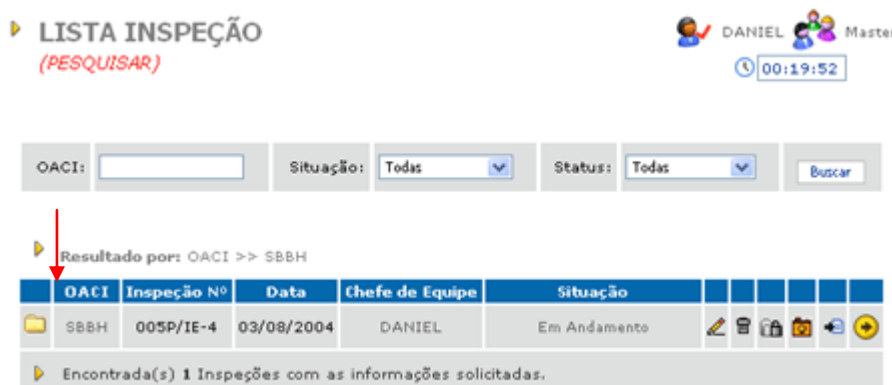 LISTA INSPEÇÃO
(PESQUISAR)
DANIEL Master
00:19:52
OACI: Situação: Todas Status: Todas Buscar
Resultado por: OACI >> SBBH
OACI Inspeção Nº Data Chefe de Equipe Situação
SBBH 005P/IE-4 03/08/2004 DANIEL Em Andamento
Encontrada(s) 1 Inspeções com as informações solicitadas.